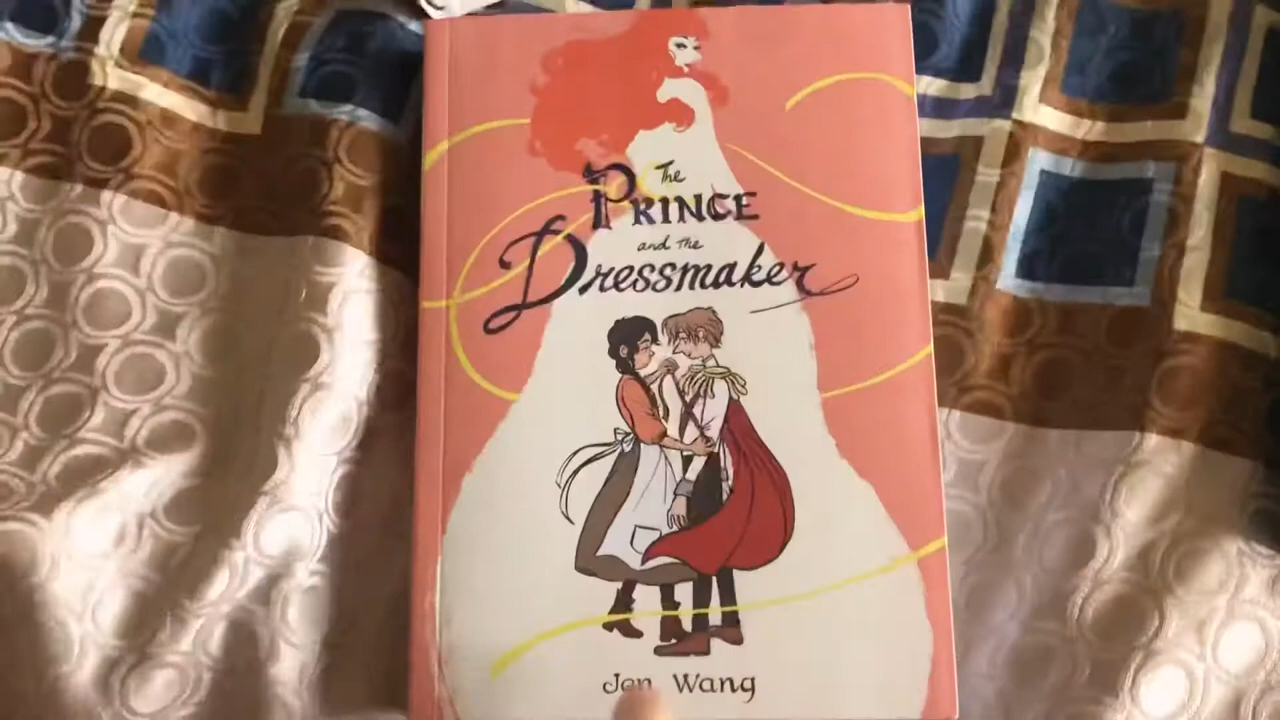 The
PRINCE
and the
Dressmaker
Jen Wang